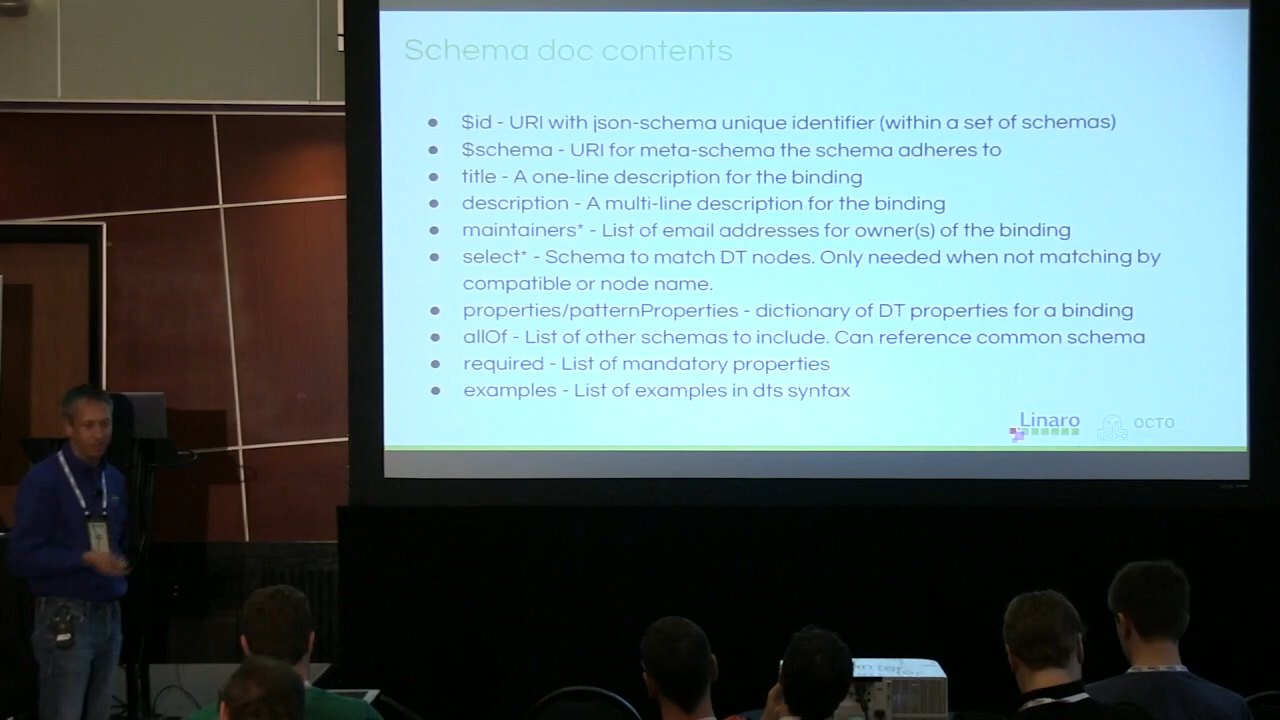 Schema doc contents
● $id - URI with json-schema unique identifier (within a set of schemas)
● $schema - URI for meta-schema the schema adheres to
● title - A one-line description for the binding
● description - A multi-line description for the binding
● maintainers* - List of email addresses for owner(s) of the binding
● select* - Schema to match DT nodes. Only needed when not matching by
compatible or node name.
● properties/patternProperties - dictionary of DT properties for a binding
● allOf - List of other schemas to include. Can reference common schema
● required - List of mandatory properties
● examples - List of examples in dts syntax
Linaro
OCTO